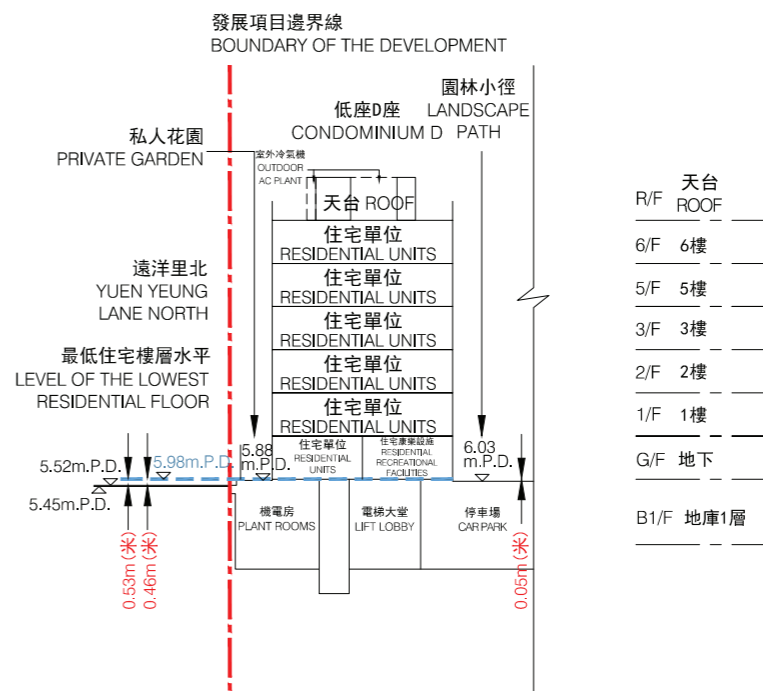 發展項目邊界線
BOUNDARY OF THE DEVELOPMENT
園林小徑
LANDSCAPE
PATH
低座D座
CONDOMINIUM D
私人花園
PRIVATE GARDEN
室外冷氣機
OUTDOOR
AC PLANT
天台 ROOF
住宅單位
RESIDENTIAL UNITS
住宅單位
RESIDENTIAL UNITS
住宅單位
RESIDENTIAL UNITS
住宅單位
RESIDENTIAL UNITS
住宅單位
RESIDENTIAL UNITS
遠洋里北
YUEN YEUNG
LANE NORTH
最低住宅樓層水平
LEVEL OF THE LOWEST
RESIDENTIAL FLOOR
住宅單位
RESIDENTIAL
UNITS
住宅康樂設施
RESIDENTIAL
RECREATIONAL
FACILITIES
5.88
m.P.D.
6.03
m.P.D.
5.52m.P.D.
5.98m.P.D.
5.45m.P.D.
機電房
PLANT ROOMS
電梯大堂
LIFT LOBBY
停車場
CARPARK
0.53m (米)
0.46m (米)
0.05m (米)
R/F 天台
ROOF
6/F 6樓
5/F 5樓
3/F 3樓
2/F 2樓
1/F 1樓
G/F 地下
B1/F 地庫1層